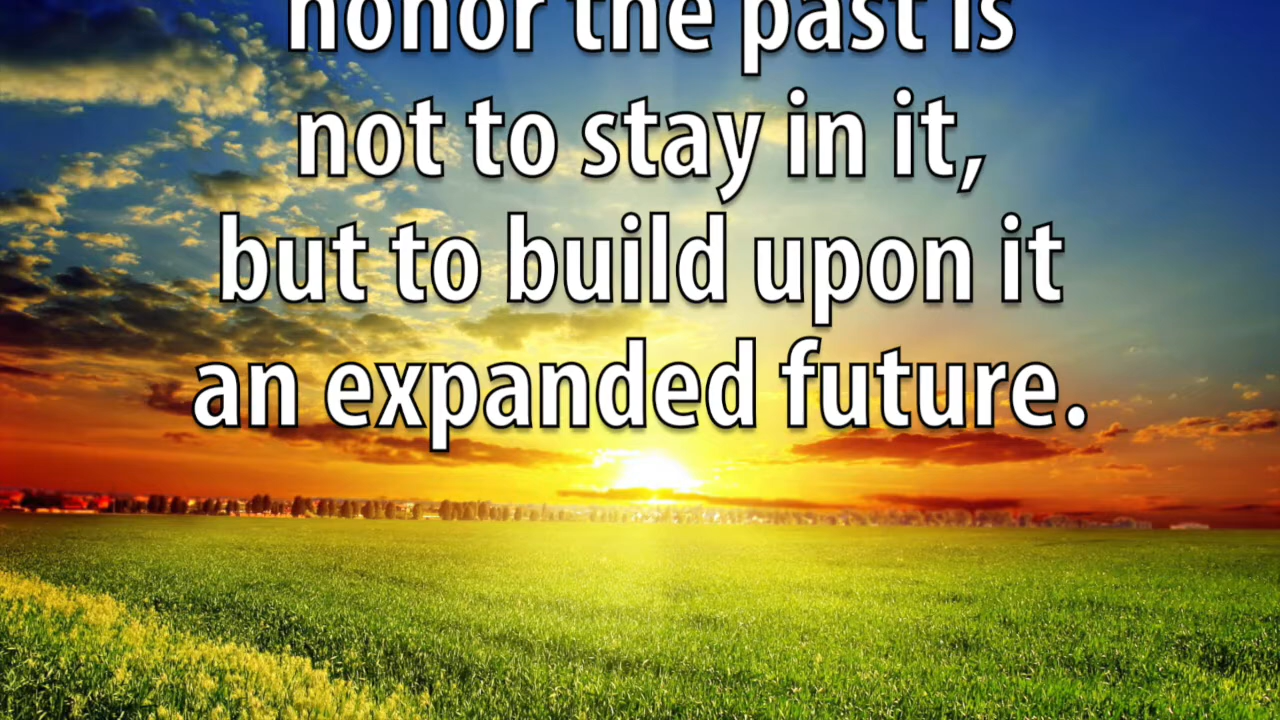 honor the past is
not to stay in it,
but to build upon it
an expanded future.